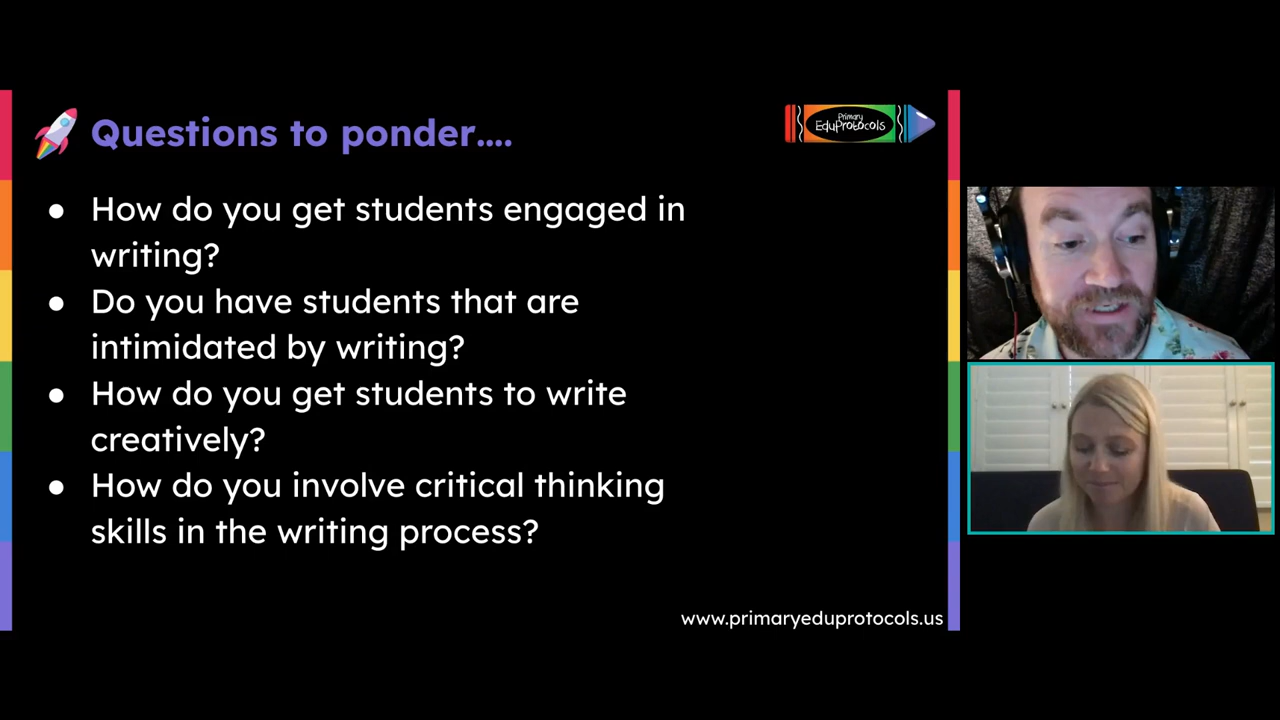 Questions to ponder....
Primary
EduProtocols
● How do you get students engaged in
writing?
● Do you have students that are
intimidated by writing?
● How do you get students to write
creatively?
● How do you involve critical thinking
skills in the writing process?
www.primaryeduprotocols.us